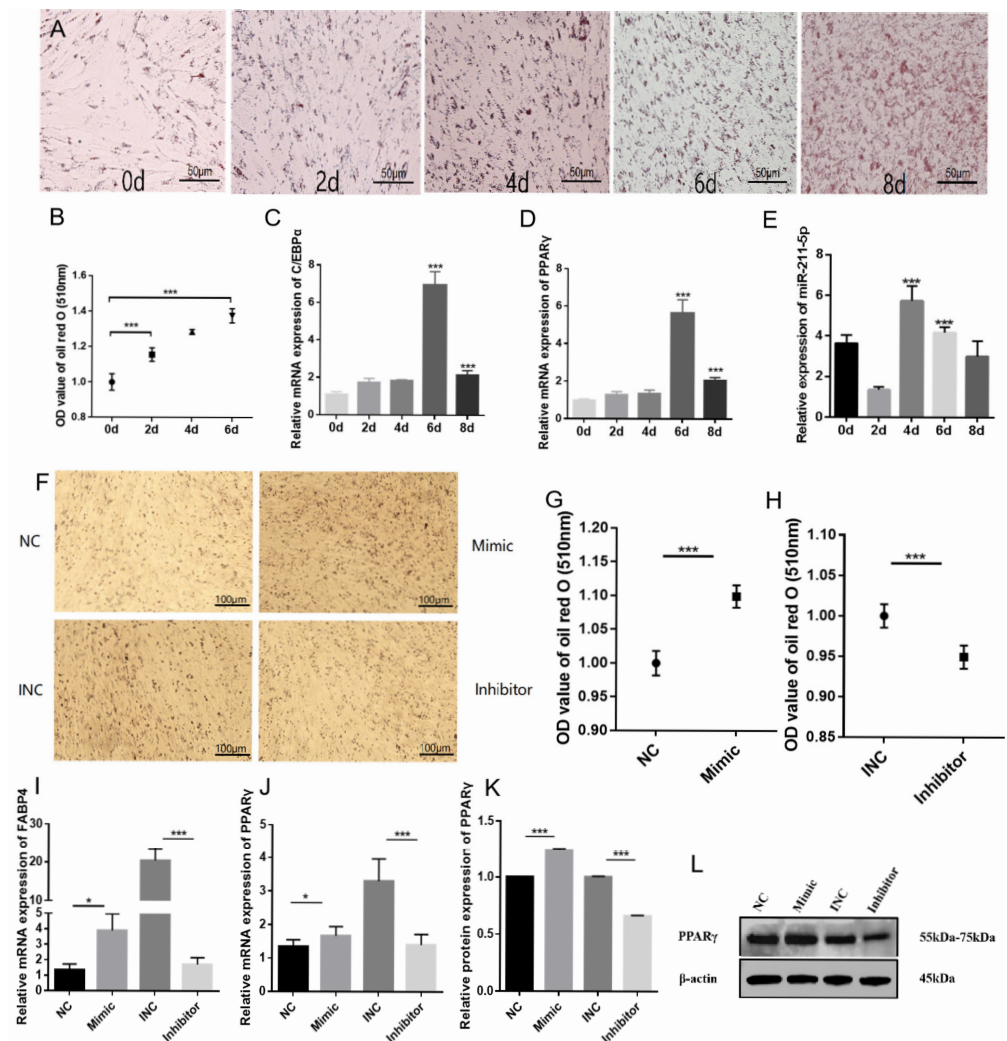 A
0d 50μm
2d 50μm
4d 50μm
6d 50μm
8d 50μm
B
OD value of oil red O (510nm)
1.6
1.4
1.2
1.0
0.8
***
***
0d 2d 4d 6d
C
Relative mRNA expression of C/EBPα
8
6
4
2
0
***
***
0d 2d 4d 6d 8d
D
Relative mRNA expression of PPARγ
8
6
4
2
0
***
***
0d 2d 4d 6d 8d
E
Relative expression of miR-211-5p
8
6
4
2
0
***
***
0d 2d 4d 6d 8d
F
NC
100μm
100μm
Mimic
INC
100μm
100μm
Inhibitor
G
OD value of oil red O (510nm)
1.20
1.15
1.10
1.05
1.00
0.95
0.90
***
NC Mimic
H
OD value of oil red O (510nm)
1.10
1.05
1.00
0.95
0.90
0.85
***
INC Inhibitor
I
Relative mRNA expression of FABP4
30
20
10
5
4
3
2
1
0
*
***
NC Mimic INC Inhibitor
J
Relative mRNA expression of PPARγ
5
4
3
2
1
0
*
***
NC Mimic INC Inhibitor
K
Relative protein expression of PPARγ
1.5
1.0
0.5
0.0
***
***
NC Mimic INC Inhibitor
L
NC Mimic INC Inhibitor
PPARγ 55kDa-75kDa
β-actin 45kDa